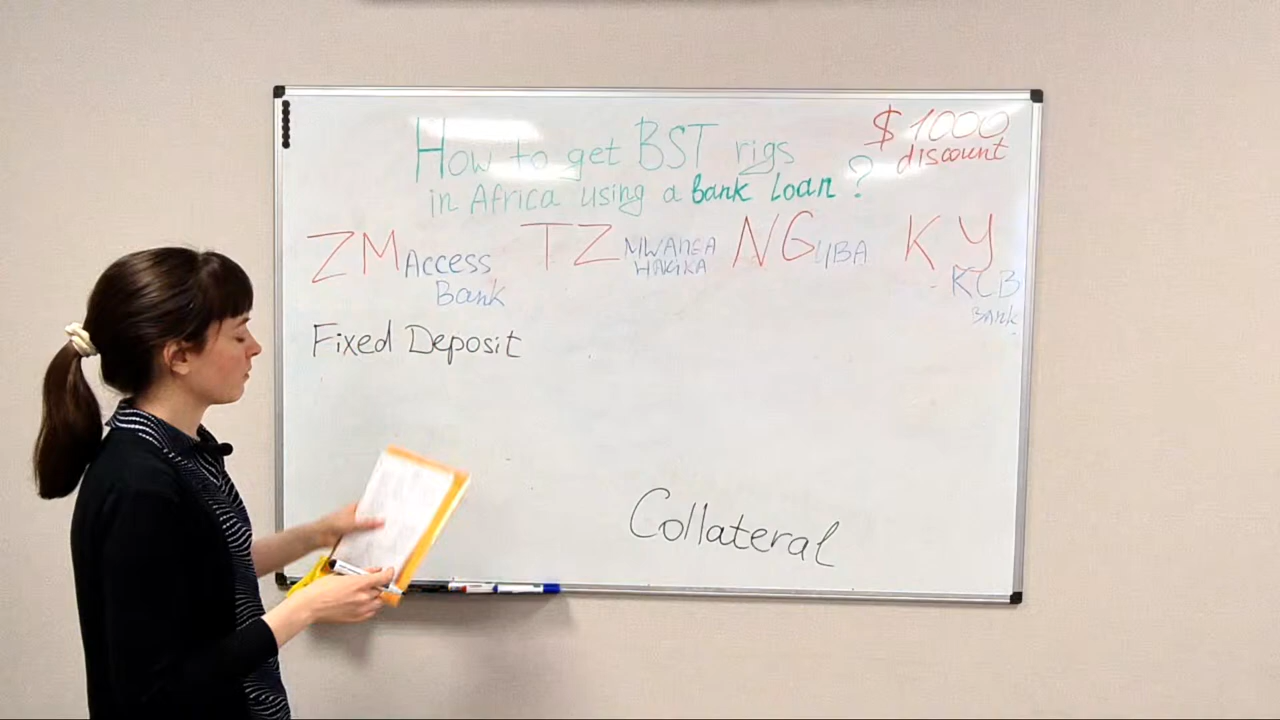 How to get BST rigs
in Africa using a bank loan ?
$ 1000
discount
ZM Access
Bank
TZ MWANGA
HAKIKA
NG UBA
KY
KCB
Bank
Fixed Deposit
Collateral